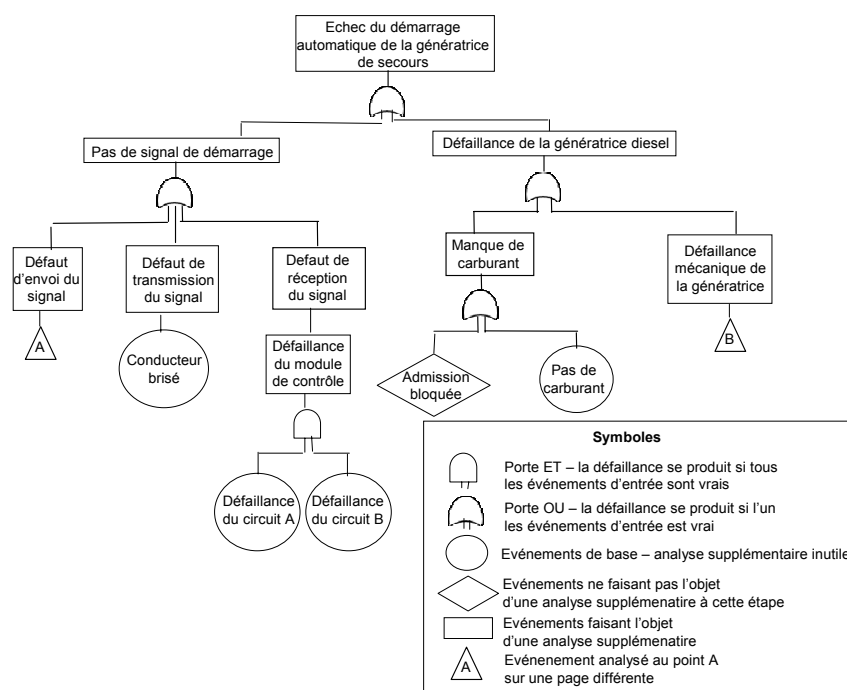 Echec du démarrage
automatique de la génératrice
de secours
Pas de signal de démarrage
Défaillance de la génératrice diesel
Défaut
d'envoi du
signal
Défaut de
transmission
du signal
Defaut de
réception
du signal
Manque de
carburant
Défaillance
mécanique de
la génératrice
A
Conducteur
brisé
Défaillance
du module
de contrôle
Admission
bloquée
Pas de
carburant
B
Défaillance
du circuit A
Défaillance
du circuit B
Symboles
Porte ET – la défaillance se produit si tous
les événements d'entrée sont vrais
Porte OU – la défaillance se produit si l'un
les événements d'entrée est vrai
Evénements de base – analyse supplémentaire inutile
Evénements ne faisant pas l'objet
d'une analyse supplémenatire à cette étape
Evénements faisant l'objet
d'une analyse supplémenatire
A
Evénenement analysé au point A
sur une page différente